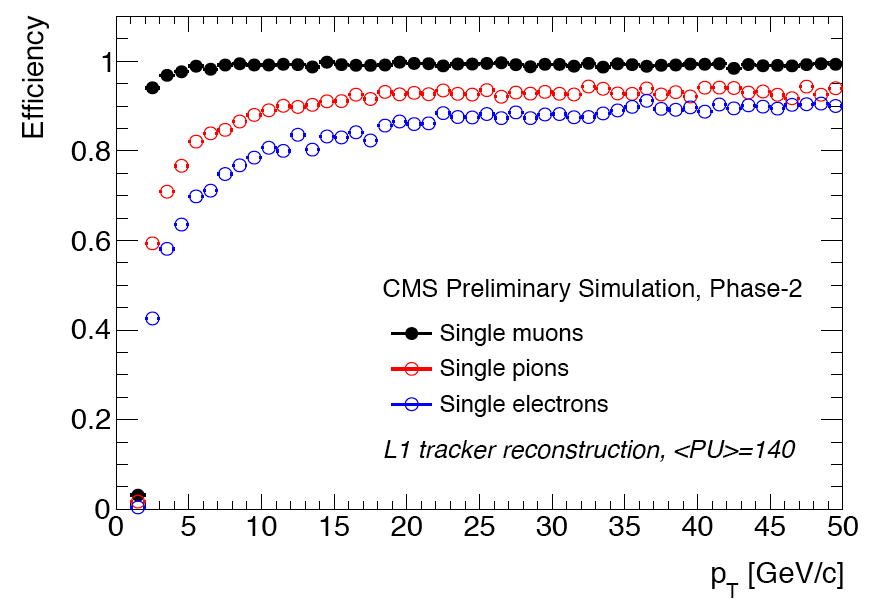 Efficiency
1
0.8
0.6
0.4
0.2
0
CMS Preliminary Simulation, Phase-2
Single muons
Single pions
Single electrons
L1 tracker reconstruction, <PU>=140
0 5 10 15 20 25 30 35 40 45 50
p_T [GeV/c]